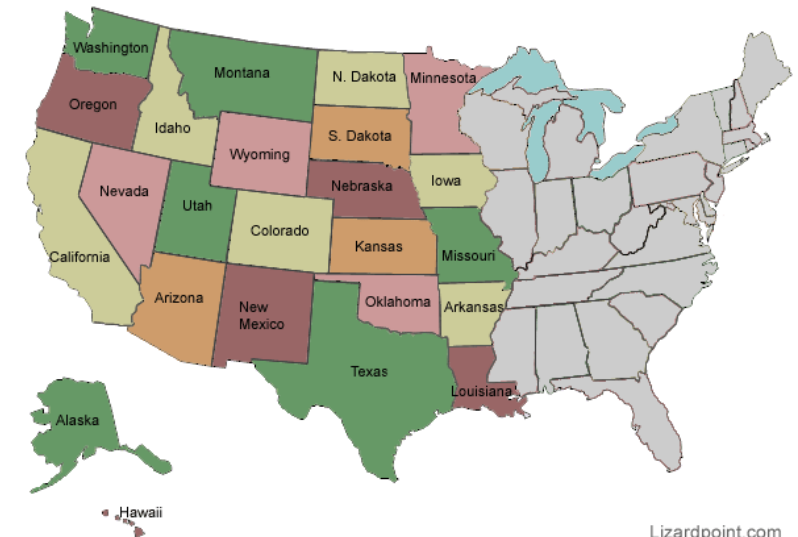 Washington
Montana
N. Dakota
Minnesota
Oregon
Idaho
S. Dakota
Wyoming
Nebraska
Iowa
Nevada
Utah
Colorado
Kansas
Missouri
California
Arizona
New
Mexico
Oklahoma
Arkansas
Texas
Louisiana
Alaska
Hawaii
Lizardpoint.com